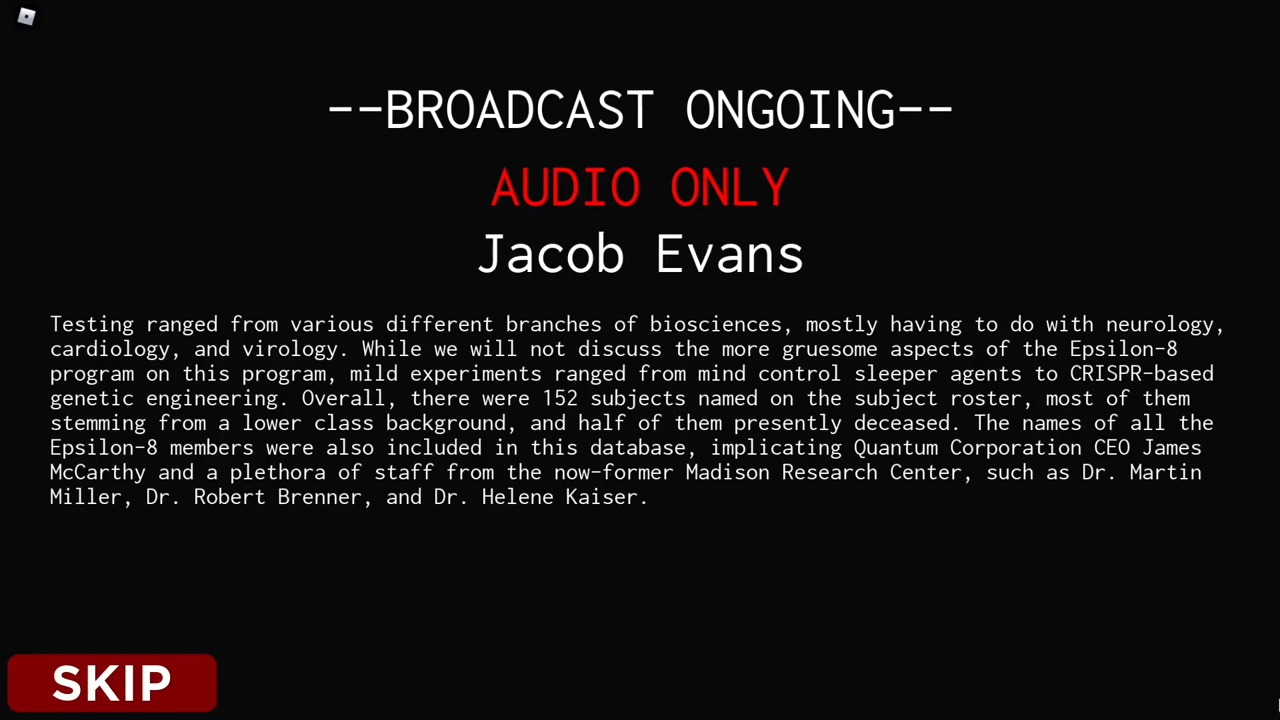 --BROADCAST ONGOING--
AUDIO ONLY
Jacob Evans
Testing ranged from various different branches of biosciences, mostly having to do with neurology,
cardiology, and virology. While we will not discuss the more gruesome aspects of the Epsilon-8
program on this program, mild experiments ranged from mind control sleeper agents to CRISPR-based
genetic engineering. Overall, there were 152 subjects named on the subject roster, most of them
stemming from a lower class background, and half of them presently deceased. The names of all the
Epsilon-8 members were also included in this database, implicating Quantum Corporation CEO James
McCarthy and a plethora of staff from the now-former Madison Research Center, such as Dr. Martin
Miller, Dr. Robert Brenner, and Dr. Helene Kaiser.
SKIP